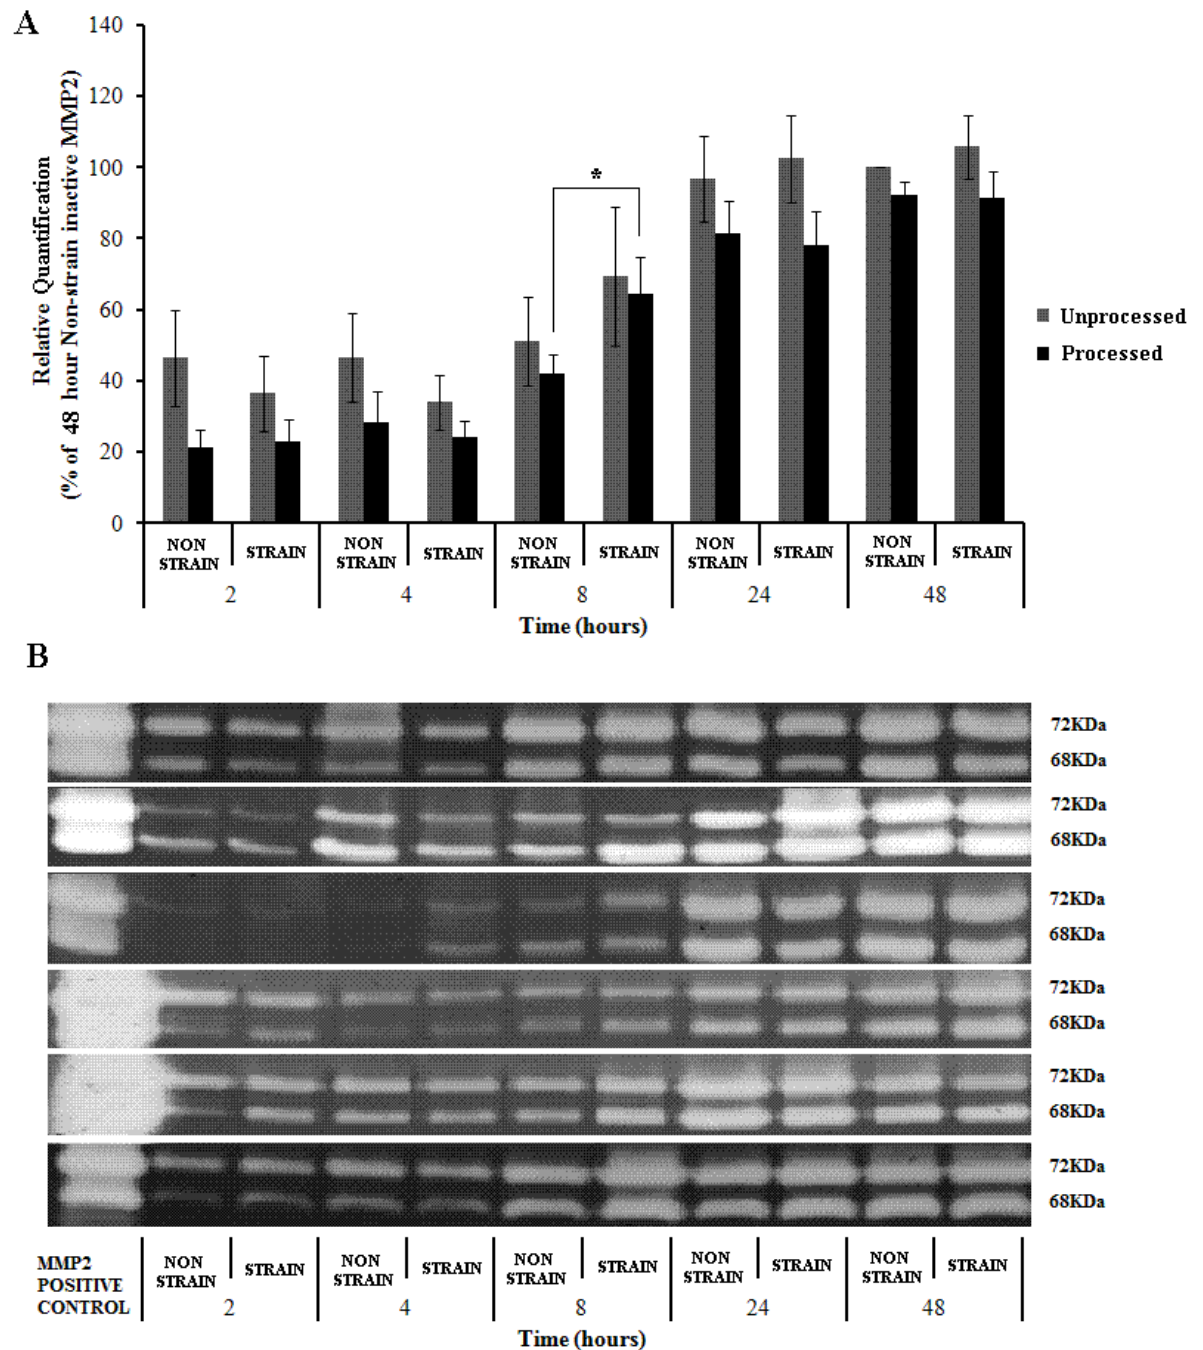 A
140
120
100
80
60
40
20
0
Relative Quantification
(% of 48 hour Non-strain inactive MMP2)
*
Unprocessed
Processed
NON STRAIN STRAIN NON STRAIN STRAIN NON STRAIN STRAIN NON STRAIN STRAIN NON STRAIN STRAIN
2 4 8 24 48
Time (hours)
B
72KDa
68KDa
72KDa
68KDa
72KDa
68KDa
72KDa
68KDa
72KDa
68KDa
72KDa
68KDa
MMP2
POSITIVE
CONTROL
NON STRAIN STRAIN NON STRAIN STRAIN NON STRAIN STRAIN NON STRAIN STRAIN NON STRAIN STRAIN
2 4 8 24 48
Time (hours)